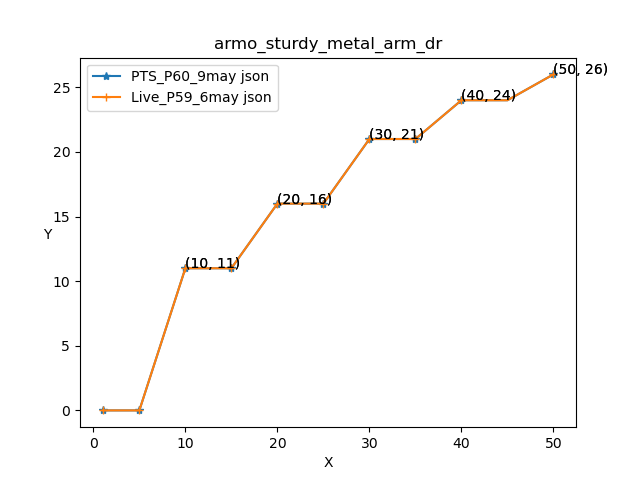 armo_sturdy_metal_arm_dr
PTS_P60_9may json
Live_P59_6may json
(50, 26)
(40, 24)
(30, 21)
(20, 16)
(10, 11)
25
20
15
10
5
0
Y
0 10 20 30 40 50
X